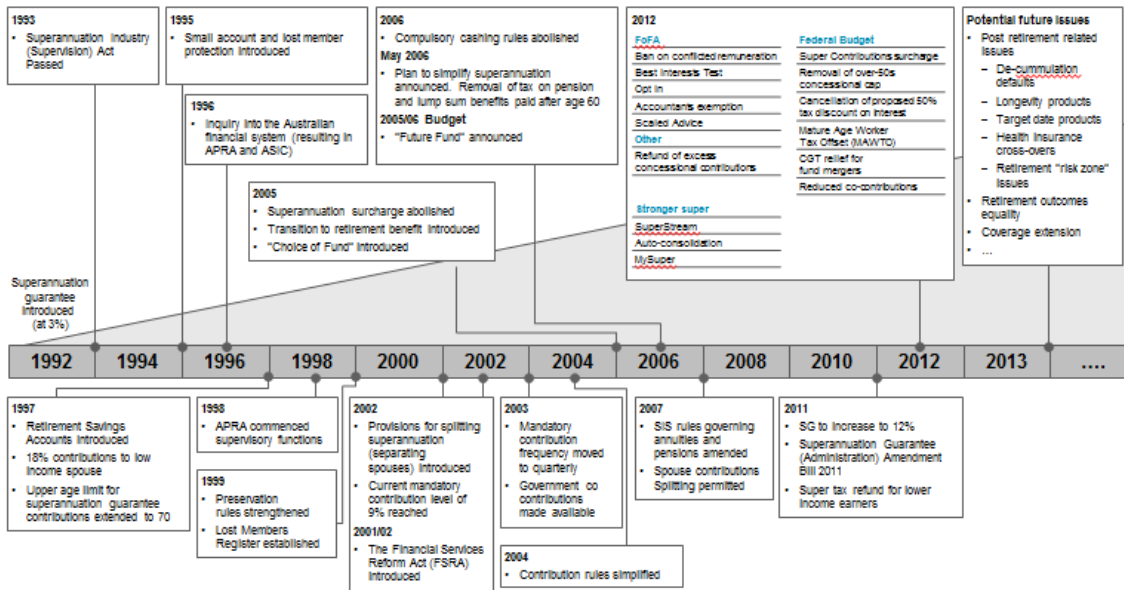 1993
• Superannuation Industry
(Supervision) Act
Passed
1995
• Small account and lost member
protection introduced
1996
• Inquiry into the Australian
financial system (resulting in
APRA and ASIC)
2005
• Superannuation surcharge abolished
• Transition to retirement benefit introduced
• "Choice of Fund" introduced
2006
• Compulsory cashing rules abolished
May 2006
• Plan to simplify superannuation
announced. Removal of tax on pension
and lump sum benefits paid after age 60
2005/06 Budget
• "Future Fund" announced
2012
FoFA
Ban on conflicted remuneration
Best Interests Test
Opt in
Accountants exemption
Scaled Advice
Other
Refund of excess
concessional contributions
Stronger super
SuperStream
Auto-consolidation
MySuper
Federal Budget
Super Contributions surcharge
Removal of over-50s
concessional cap
Cancellation of proposed 50%
tax discount on interest
Mature Age Worker
Tax Offset (MAWTO)
CGT relief for
fund mergers
Reduced co-contributions
Potential future issues
• Post retirement related
issues
– De-cummulation
defaults
– Longevity products
– Target date products
– Health insurance
cross-overs
– Retirement "risk zone"
issues
• Retirement outcomes
equality
• Coverage extension
• ...
Superannuation
guarantee
introduced
(at 3%)
1992 1994 1996 1998 2000 2002 2004 2006 2008 2010 2012 2013 ....
1997
• Retirement Savings
Accounts introduced
• 18% contributions to low
income spouse
• Upper age limit for
superannuation guarantee
contributions extended to 70
1998
• APRA commenced
supervisory functions
1999
• Preservation
rules strengthened
• Lost Members
Register established
2002
• Provisions for splitting
superannuation
(separating
spouses) introduced
• Current mandatory
contribution level of
9% reached
2001/02
• The Financial Services
Reform Act (FSRA)
introduced
2003
• Mandatory
contribution
frequency moved
to quarterly
• Government co
contributions
made available
2004
• Contribution rules simplified
2007
• SIS rules governing
annuities and
pensions amended
• Spouse contributions
Splitting permitted
2011
• SG to increase to 12%
• Superannuation Guarantee
(Administration) Amendment
Bill 2011
• Super tax refund for lower
income earners